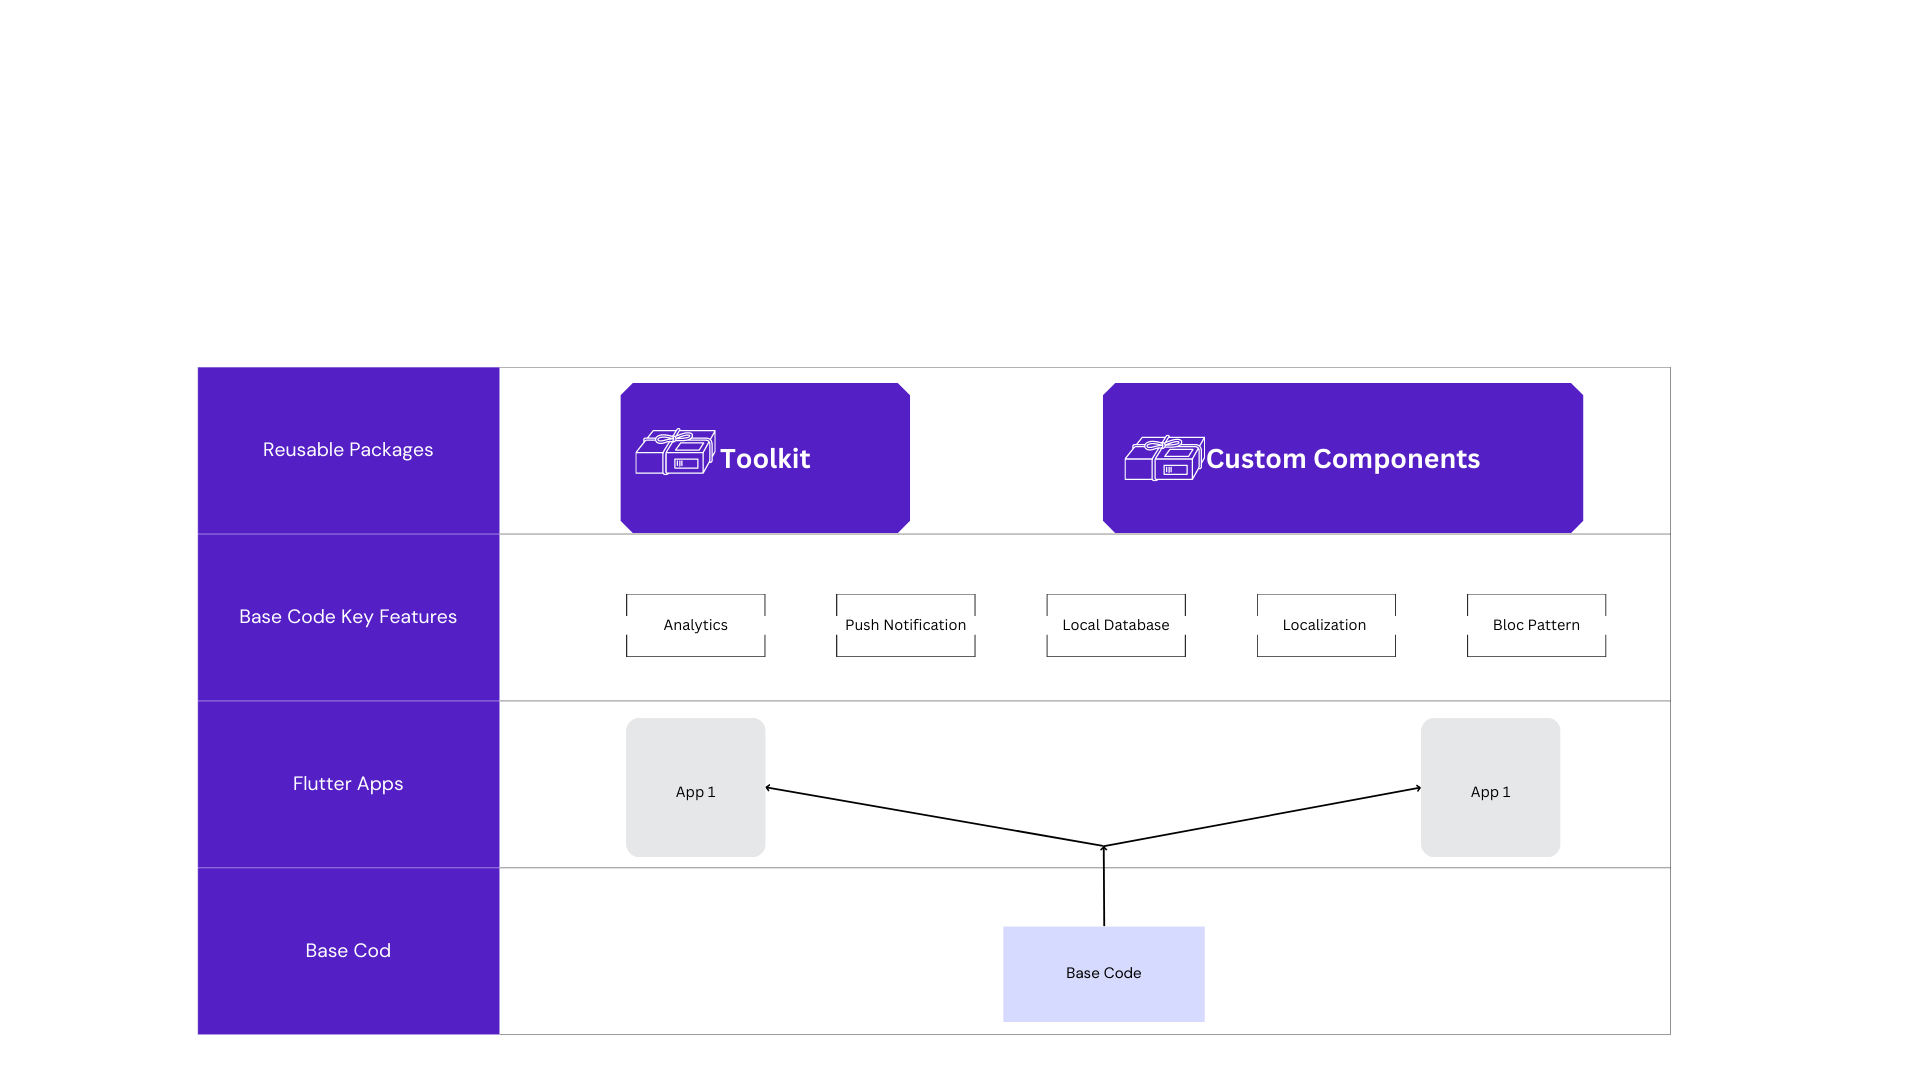 Reusable Packages
Toolkit
Custom Components
Base Code Key Features
Analytics
Push Notification
Local Database
Localization
Bloc Pattern
Flutter Apps
App 1
App 1
Base Cod
Base Code